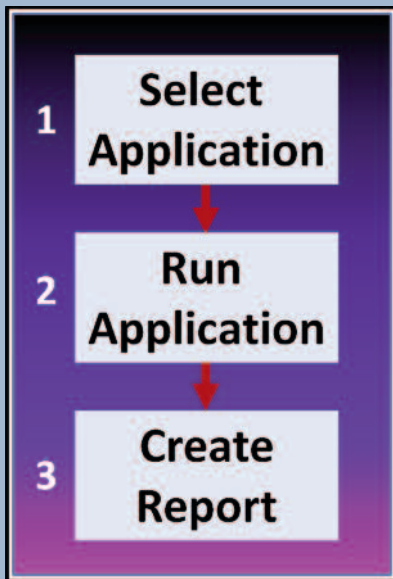 1
Select
Application
2
Run
Application
3
Create
Report